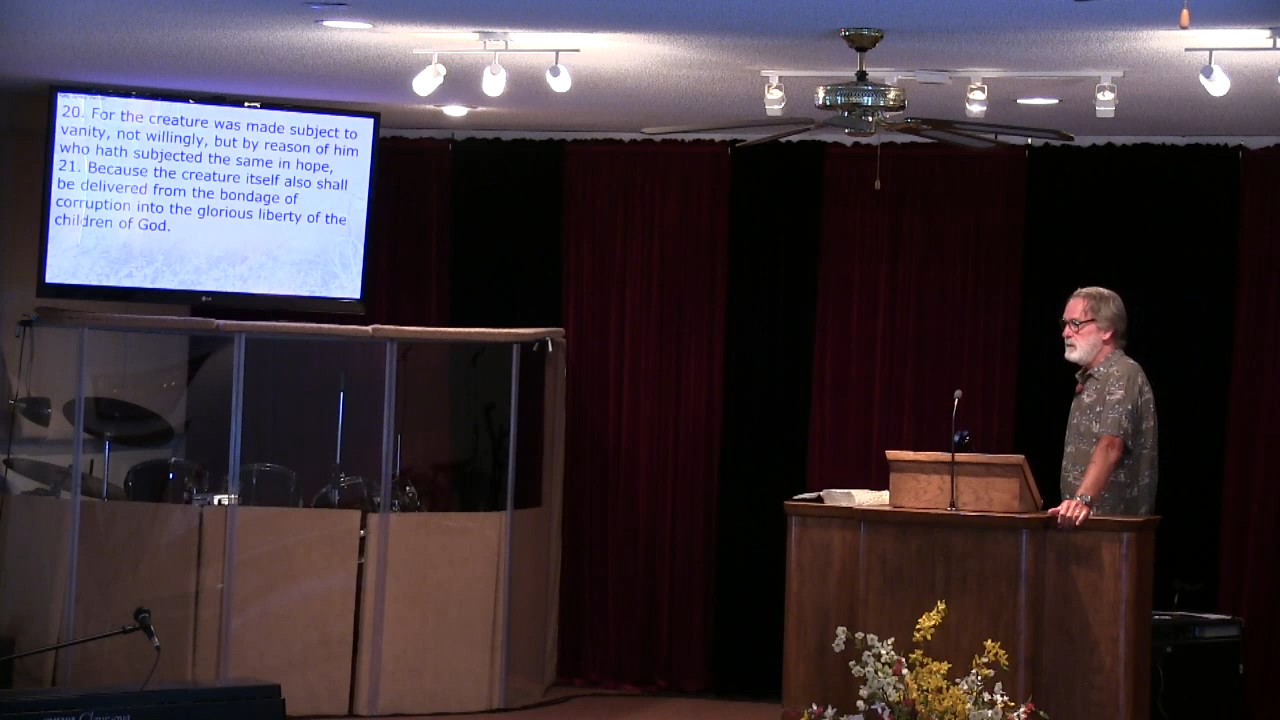 20. For the creature was made subject to
vanity, not willingly, but by reason of him
who hath subjected the same in hope,
21. Because the creature itself also shall
be delivered from the bondage of
corruption into the glorious liberty of the
children of God.
LG